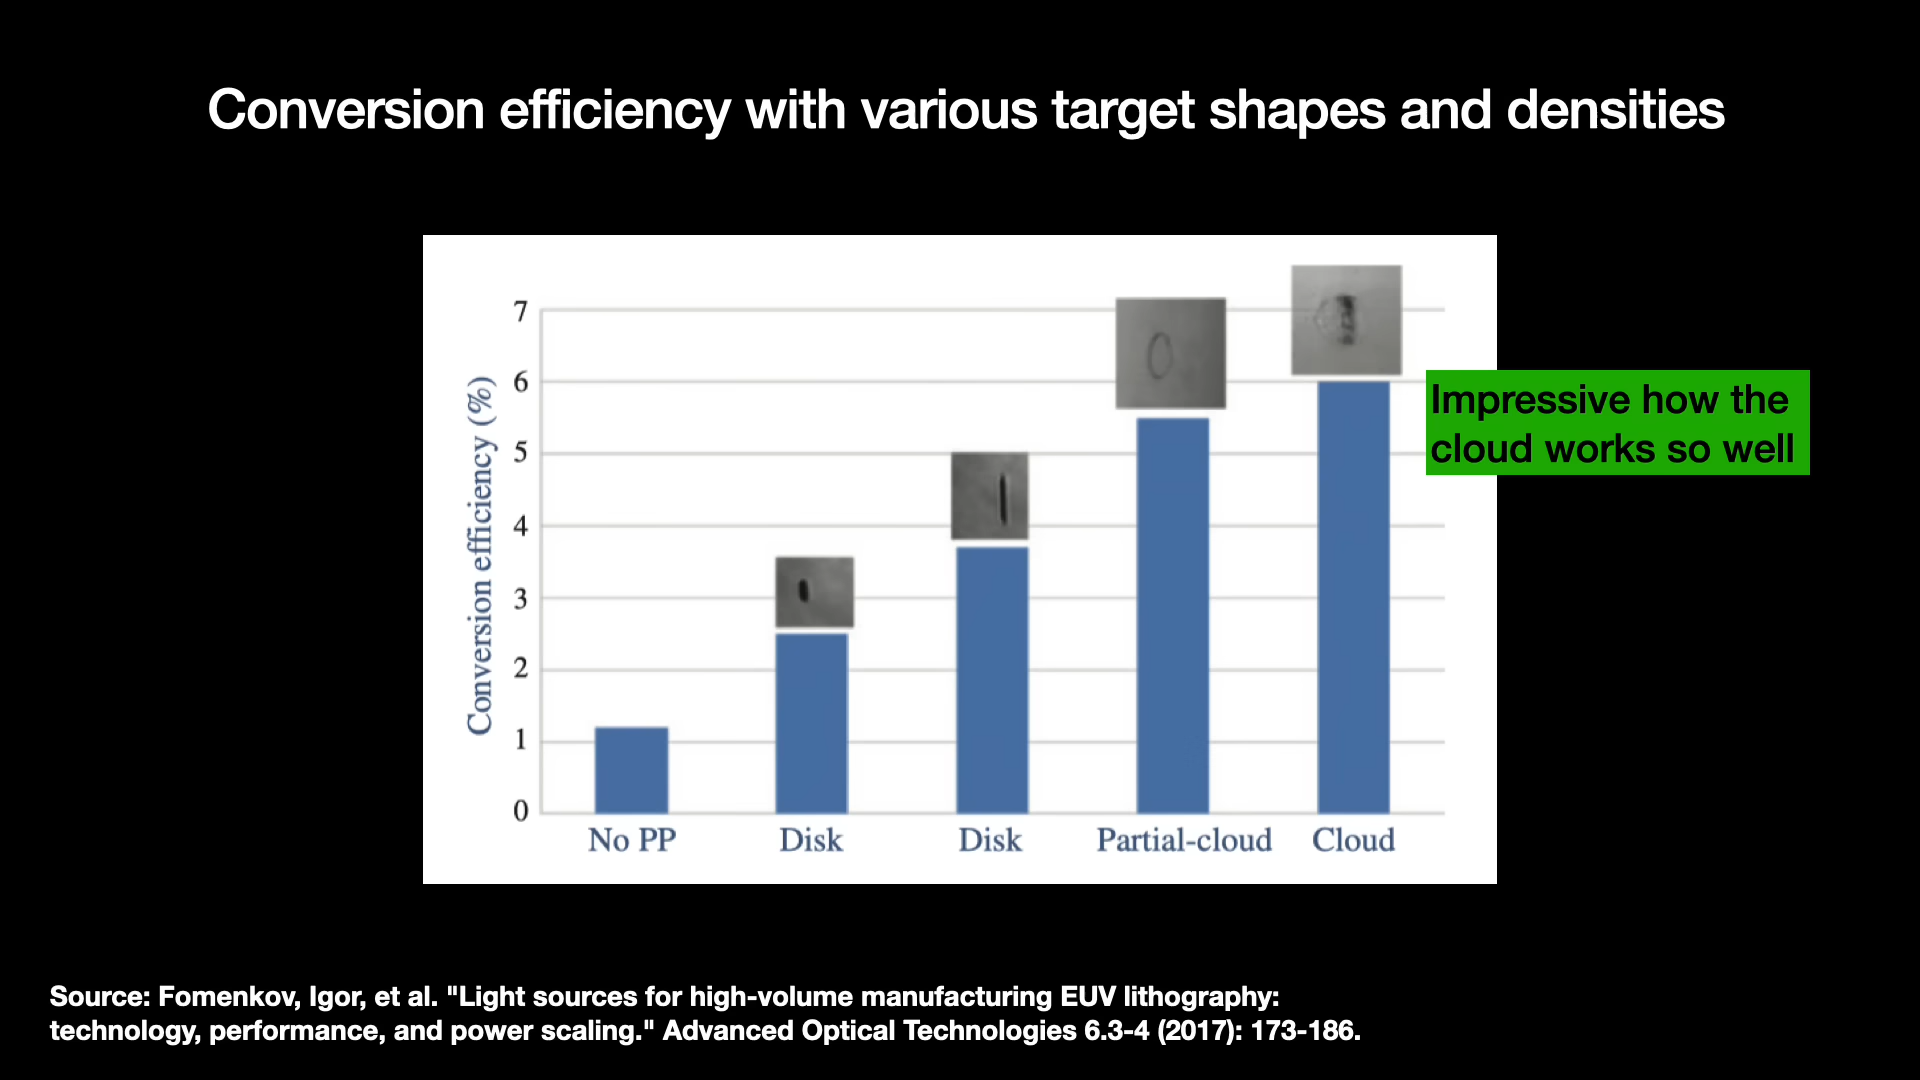 Conversion efficiency with various target shapes and densities
7
6
5
4
3
2
1
0
Conversion efficiency (%)
No PP
Disk
Disk
Partial-cloud
Cloud
Impressive how the
cloud works so well
Source: Fomenkov, Igor, et al. "Light sources for high-volume manufacturing EUV lithography:
technology, performance, and power scaling." Advanced Optical Technologies 6.3-4 (2017): 173-186.